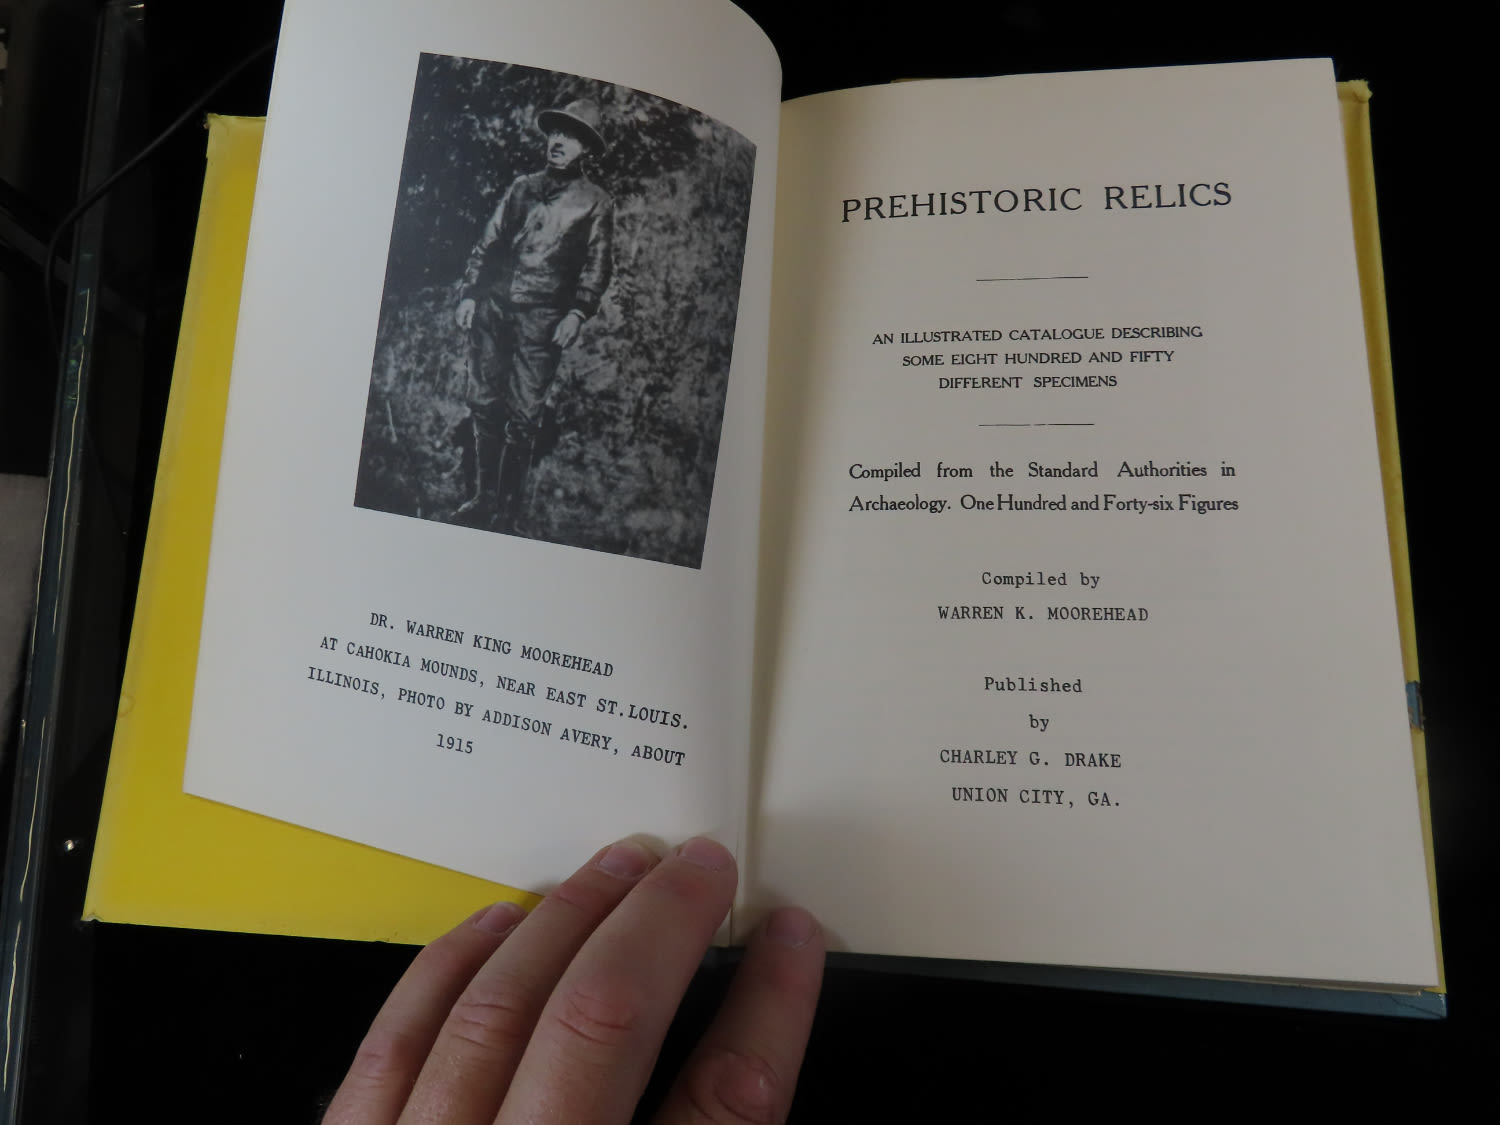 DR. WARREN KING MOOREHEAD
AT CAHOKIA MOUNDS, NEAR EAST ST.LOUIS.
ILLINOIS, PHOTO BY ADDISON AVERY, ABOUT
1915
PREHISTORIC RELICS
AN ILLUSTRATED CATALOGUE DESCRIBING
SOME EIGHT HUNDRED AND FIFTY
DIFFERENT SPECIMENS
Compiled from the Standard Authorities in
Archaeology. One Hundred and Forty-six Figures
Compiled by
WARREN K. MOOREHEAD
Published
by
CHARLEY G. DRAKE
UNION CITY, GA.